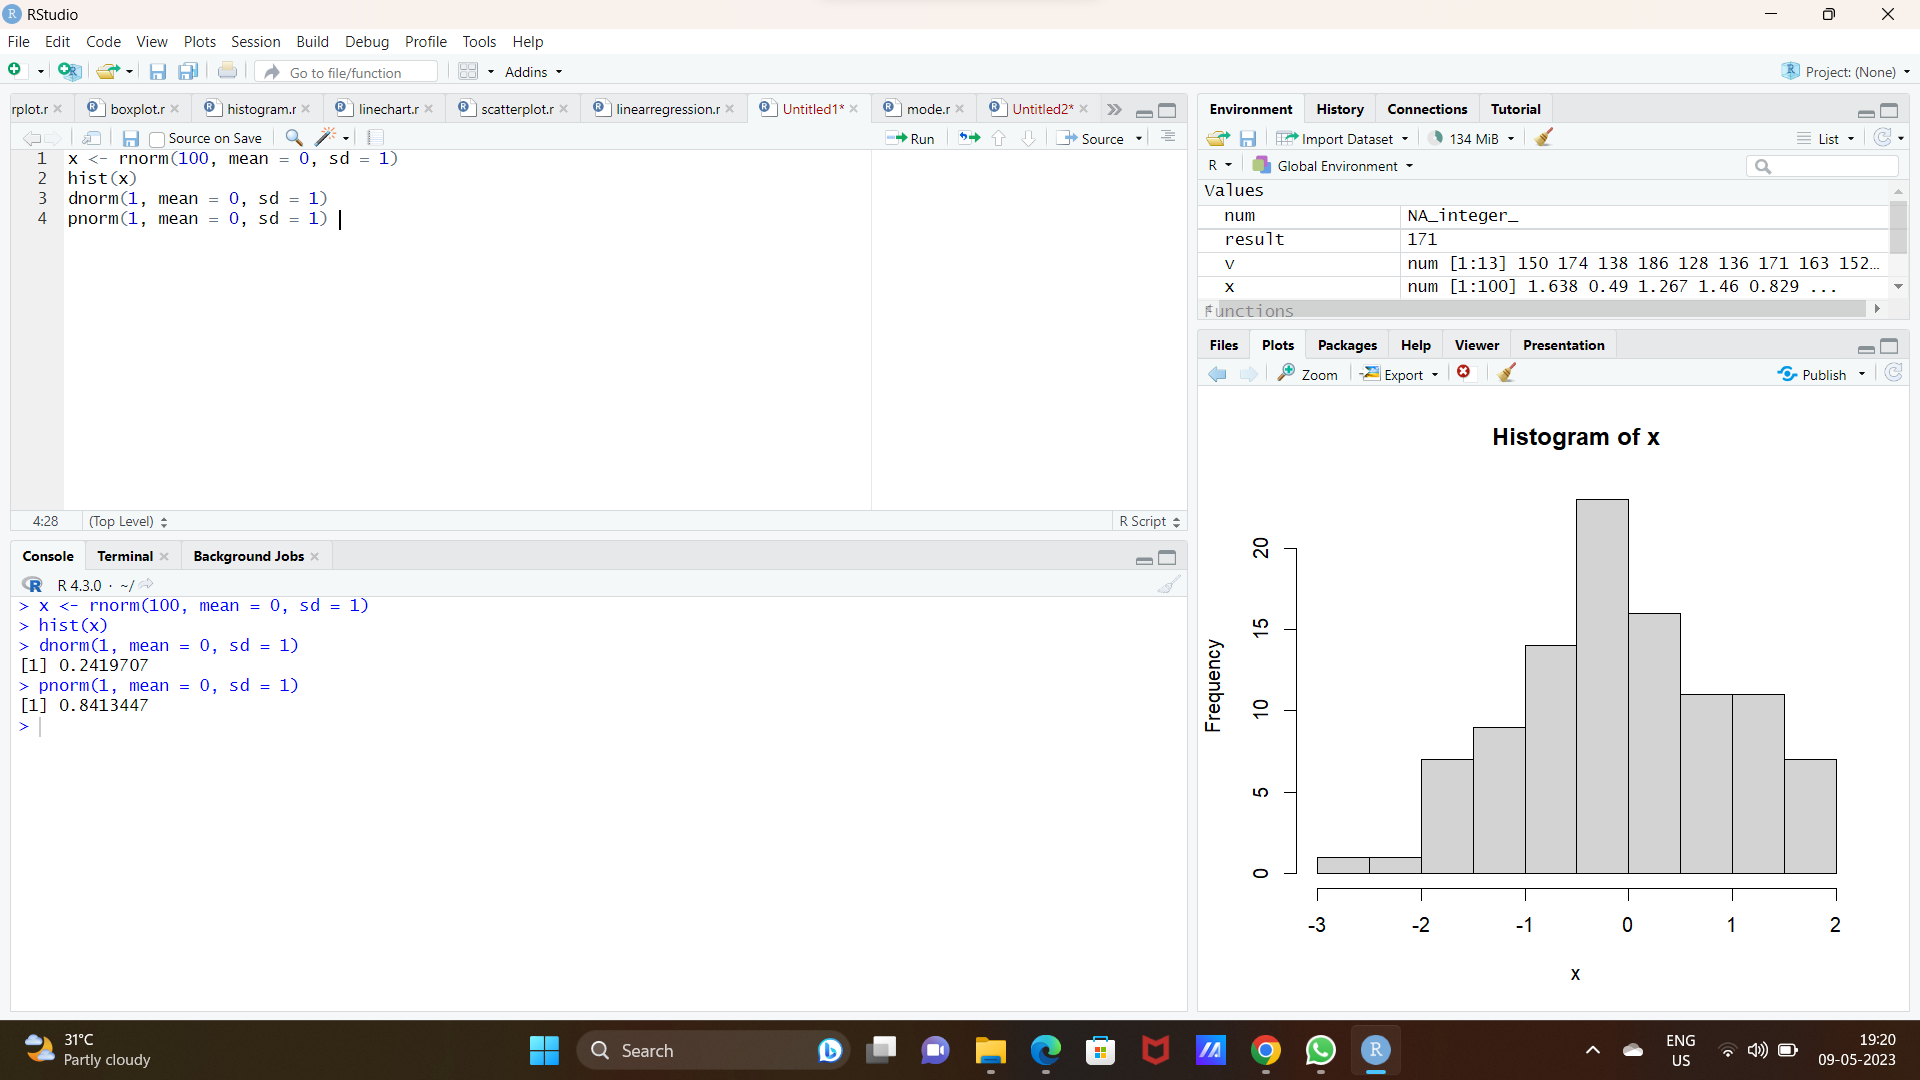 RStudio
File Edit Code View Plots Session Build Debug Profile Tools Help
Go to file/function Addins Project: (None)
rplot.r boxplot.r histogram.r linechart.r scatterplot.r linearregression.r Untitled1* mode.r Untitled2*
Source on Save Run Source
1 x <- rnorm(100, mean = 0, sd = 1)
2 hist(x)
3 dnorm(1, mean = 0, sd = 1)
4 pnorm(1, mean = 0, sd = 1)
4:28 (Top Level) R Script
Console Terminal Background Jobs
R 4.3.0 · ~/
> x <- rnorm(100, mean = 0, sd = 1)
> hist(x)
> dnorm(1, mean = 0, sd = 1)
[1] 0.2419707
> pnorm(1, mean = 0, sd = 1)
[1] 0.8413447
>
Environment History Connections Tutorial
Import Dataset 134 MiB List
R Global Environment
Values
num NA_integer_
result 171
v num [1:13] 150 174 138 186 128 136 171 163 152…
x num [1:100] 1.638 0.49 1.267 1.46 0.829 ...
Functions
Files Plots Packages Help Viewer Presentation
Zoom Export Publish
Histogram of x
Frequency
20
15
10
5
0
-3 -2 -1 0 1 2
x
31°C
Partly cloudy
Search
ENG
US
19:20
09-05-2023